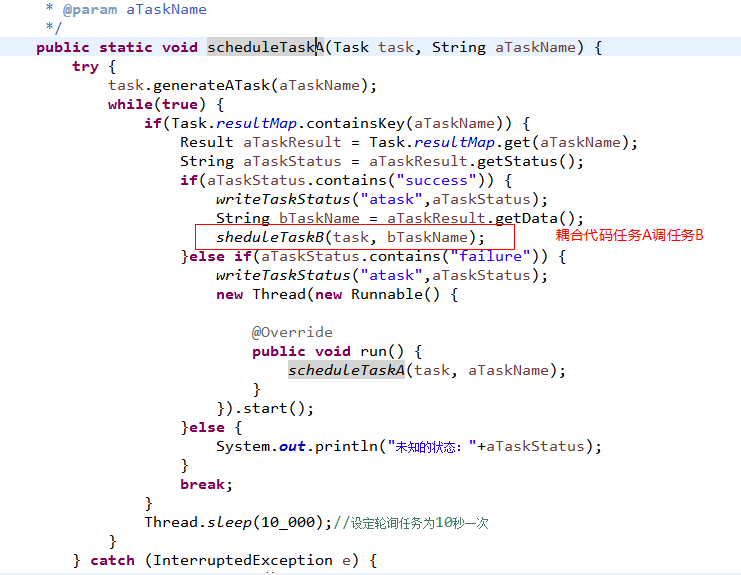 * @param aTaskName
*/
public static void scheduleTaskA(Task task, String aTaskName) {
try {
task.generateATask(aTaskName);
while(true) {
if(Task.resultMap.containsKey(aTaskName)) {
Result aTaskResult = Task.resultMap.get(aTaskName);
String aTaskStatus = aTaskResult.getStatus();
if(aTaskStatus.contains("success")) {
writeTaskStatus("atask",aTaskStatus);
String bTaskName = aTaskResult.getData();
sheduleTaskB(task, bTaskName); 耦合代码任务A调任务B
}else if(aTaskStatus.contains("failure")) {
writeTaskStatus("atask",aTaskStatus);
new Thread(new Runnable() {
@Override
public void run() {
scheduleTaskA(task, aTaskName);
}
}).start();
}else {
System.out.println("未知的状态："+aTaskStatus);
}
break;
}
Thread.sleep(10_000);//设定轮询任务为10秒一次
}
} catch (InterruptedException e) {